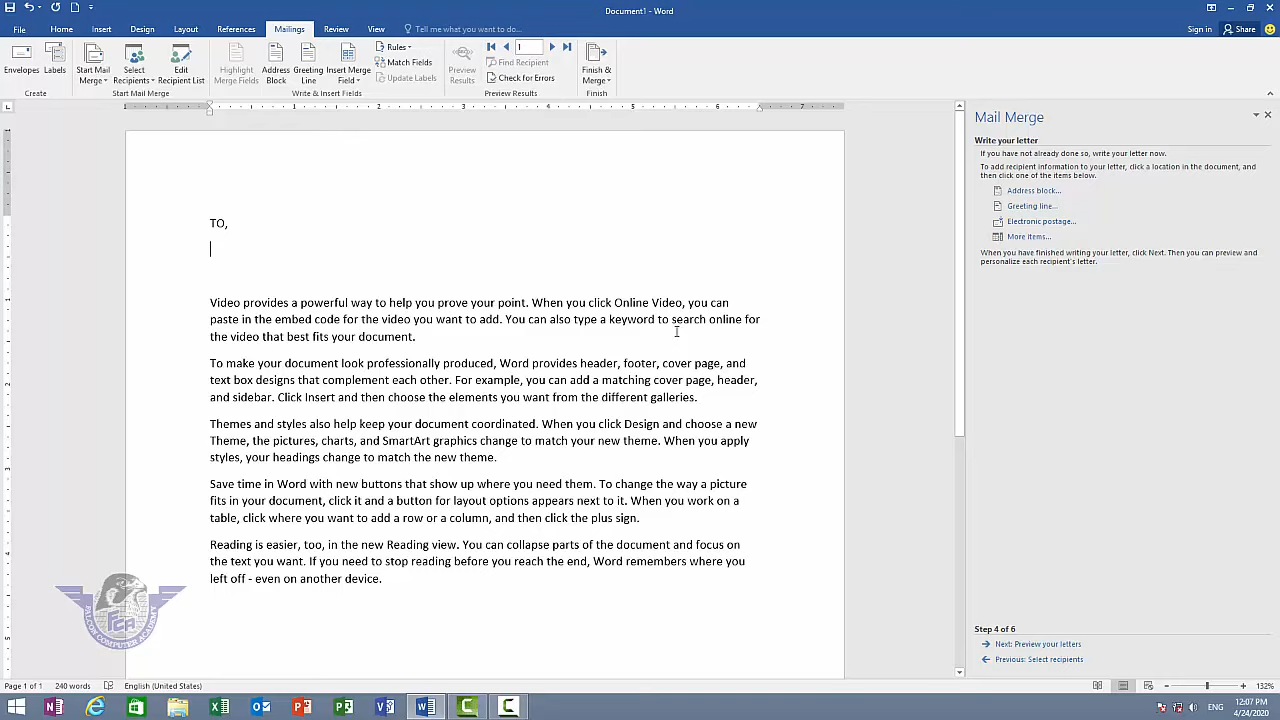 Document1 - Word
File Home Insert Design Layout References Mailings Review View Tell me what you want to do... Sign in Share
Envelopes Labels Start Mail Merge Select Recipients Edit Recipient List Highlight Merge Fields Address Block Greeting Line Insert Merge Field Rules Match Fields Update Labels Preview Results 1 Find Recipient Check for Errors Finish & Merge
Create Start Mail Merge Write & Insert Fields Preview Results Finish
1 1 2 3 4 5 6 7
TO,
Video provides a powerful way to help you prove your point. When you click Online Video, you can
paste in the embed code for the video you want to add. You can also type a keyword to search online for
the video that best fits your document.
To make your document look professionally produced, Word provides header, footer, cover page, and
text box designs that complement each other. For example, you can add a matching cover page, header,
and sidebar. Click Insert and then choose the elements you want from the different galleries.
Themes and styles also help keep your document coordinated. When you click Design and choose a new
Theme, the pictures, charts, and SmartArt graphics change to match your new theme. When you apply
styles, your headings change to match the new theme.
Save time in Word with new buttons that show up where you need them. To change the way a picture
fits in your document, click it and a button for layout options appears next to it. When you work on a
table, click where you want to add a row or a column, and then click the plus sign.
Reading is easier, too, in the new Reading view. You can collapse parts of the document and focus on
the text you want. If you need to stop reading before you reach the end, Word remembers where you
left off - even on another device.
FALCON COMPUTER ACADEMY
FCA
Mail Merge
Write your letter
If you have not already done so, write your letter now.
To add recipient information to your letter, click a location in the document, and
then click one of the items below.
Address block...
Greeting line...
Electronic postage...
More items...
When you have finished writing your letter, click Next. Then you can preview and
personalize each recipient's letter.
Step 4 of 6
Next: Preview your letters
Previous: Select recipients
Page 1 of 1 240 words English (United States) 132%
ENG 12:07 PM
4/24/2020